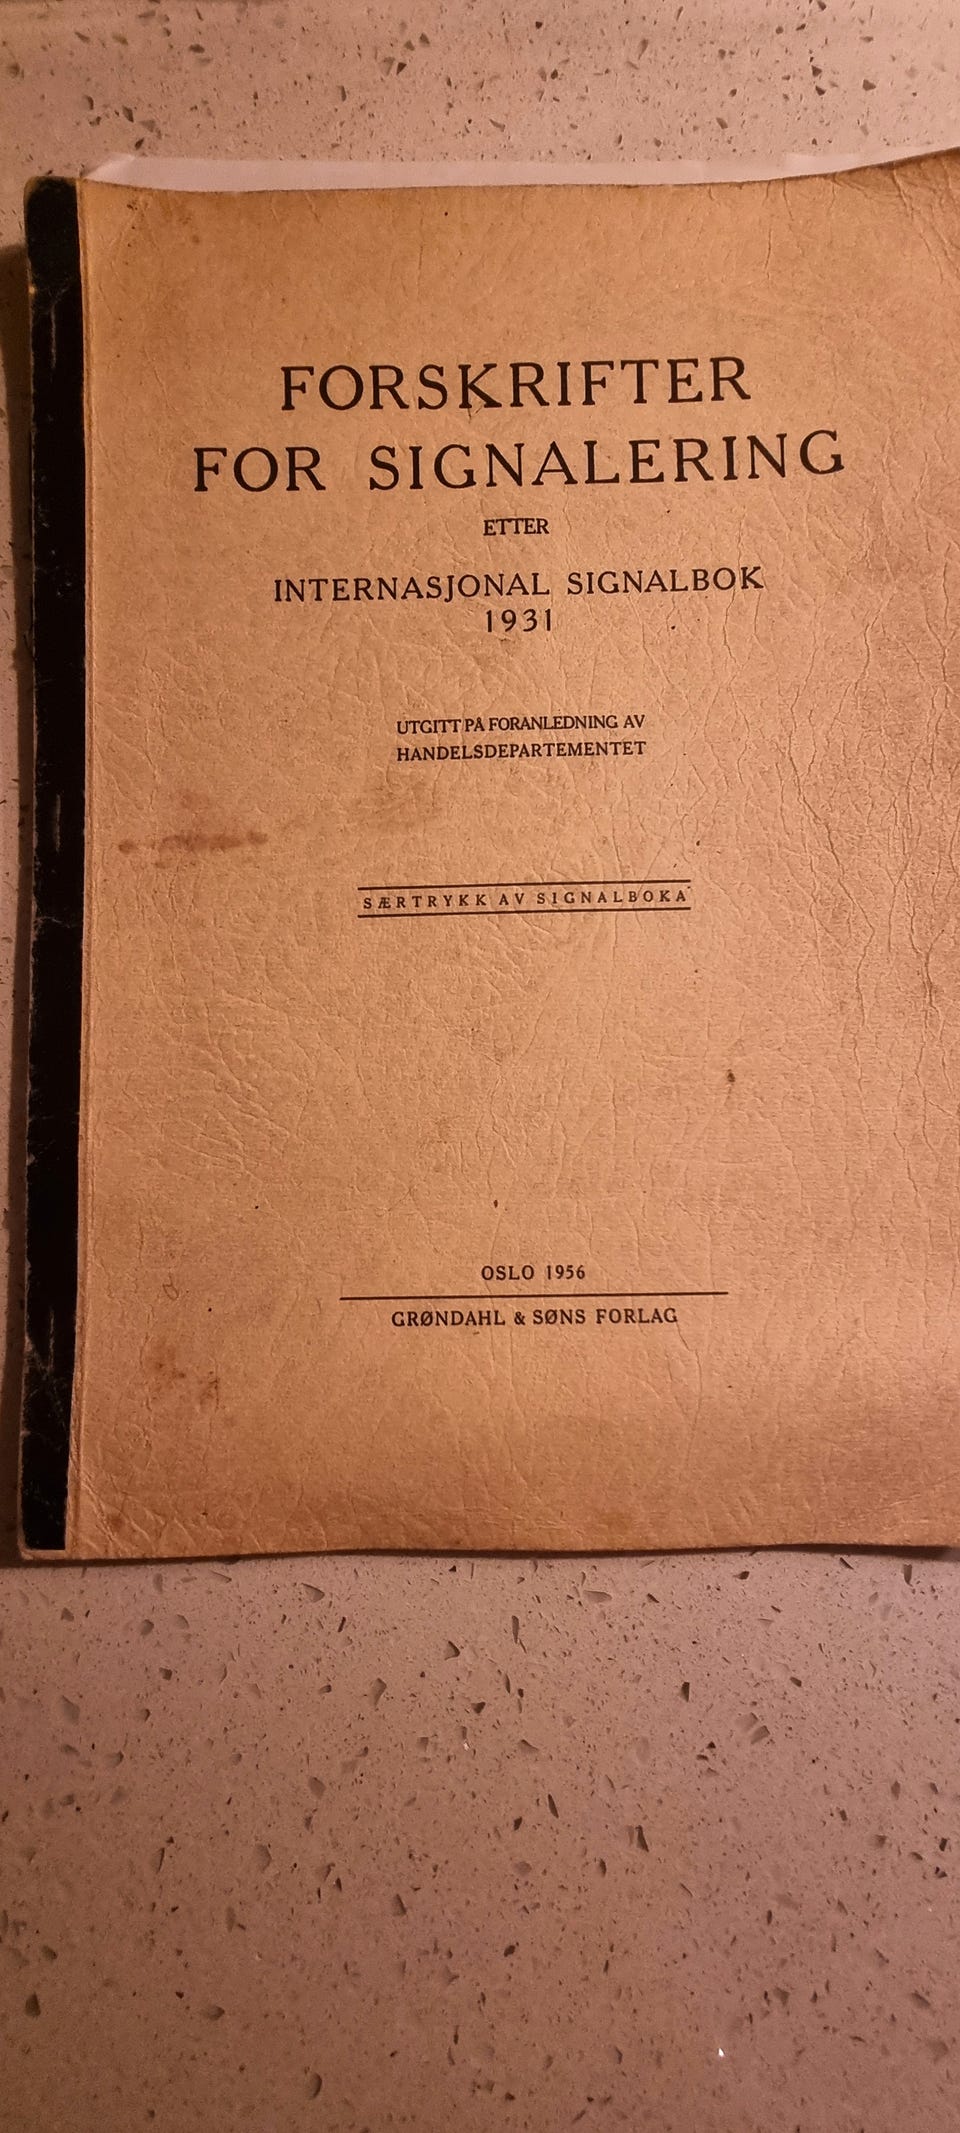 FORSKRIFTER
FOR SIGNALERING
ETTER
INTERNASJONAL SIGNALBOK
1931
UTGITT PÅ FORANLEDNING AV
HANDELSDEPARTEMENTET
SÆRTRYKK AV SIGNALBOKA
OSLO 1956
GRØNDAHL & SØNS FORLAG